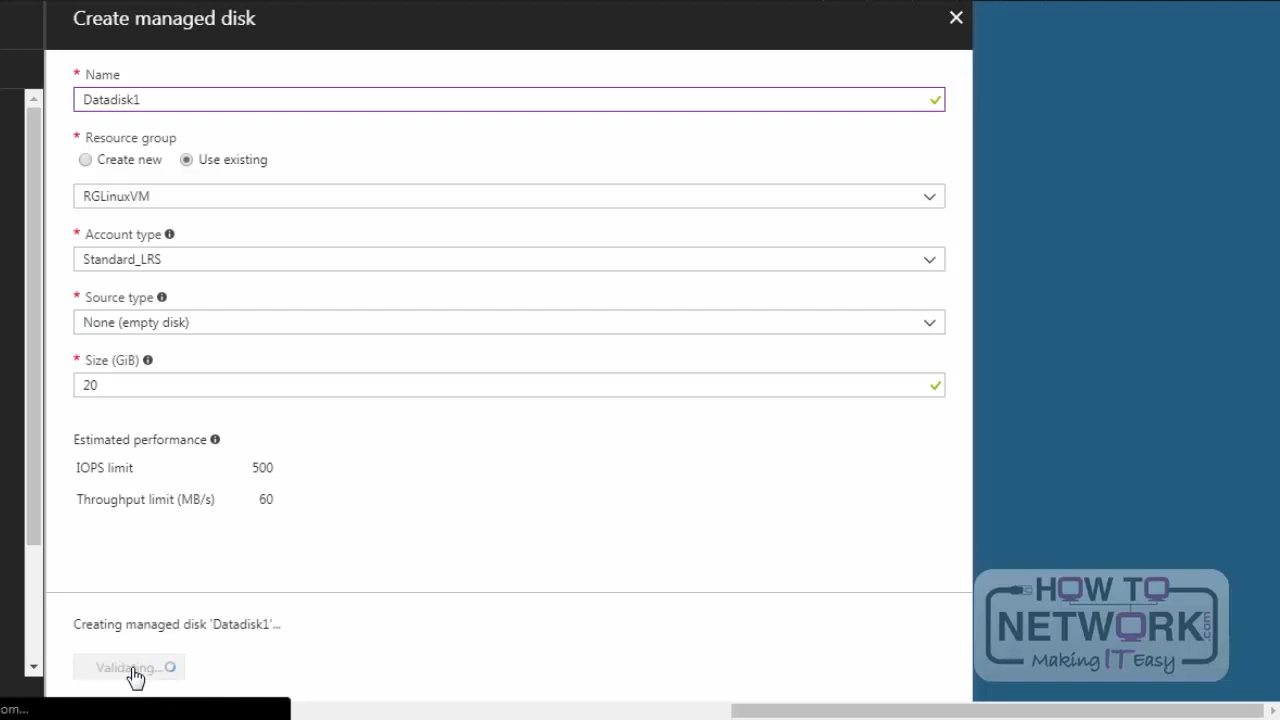 Create managed disk
* Name
Datadisk1
* Resource group
Create new Use existing
RGLinuxVM
* Account type
Standard_LRS
* Source type
None (empty disk)
* Size (GiB)
20
Estimated performance
IOPS limit 500
Throughput limit (MB/s) 60
Creating managed disk 'Datadisk1'...
Validating...
om...
HOW TO
NETWORK.com
Making IT Easy